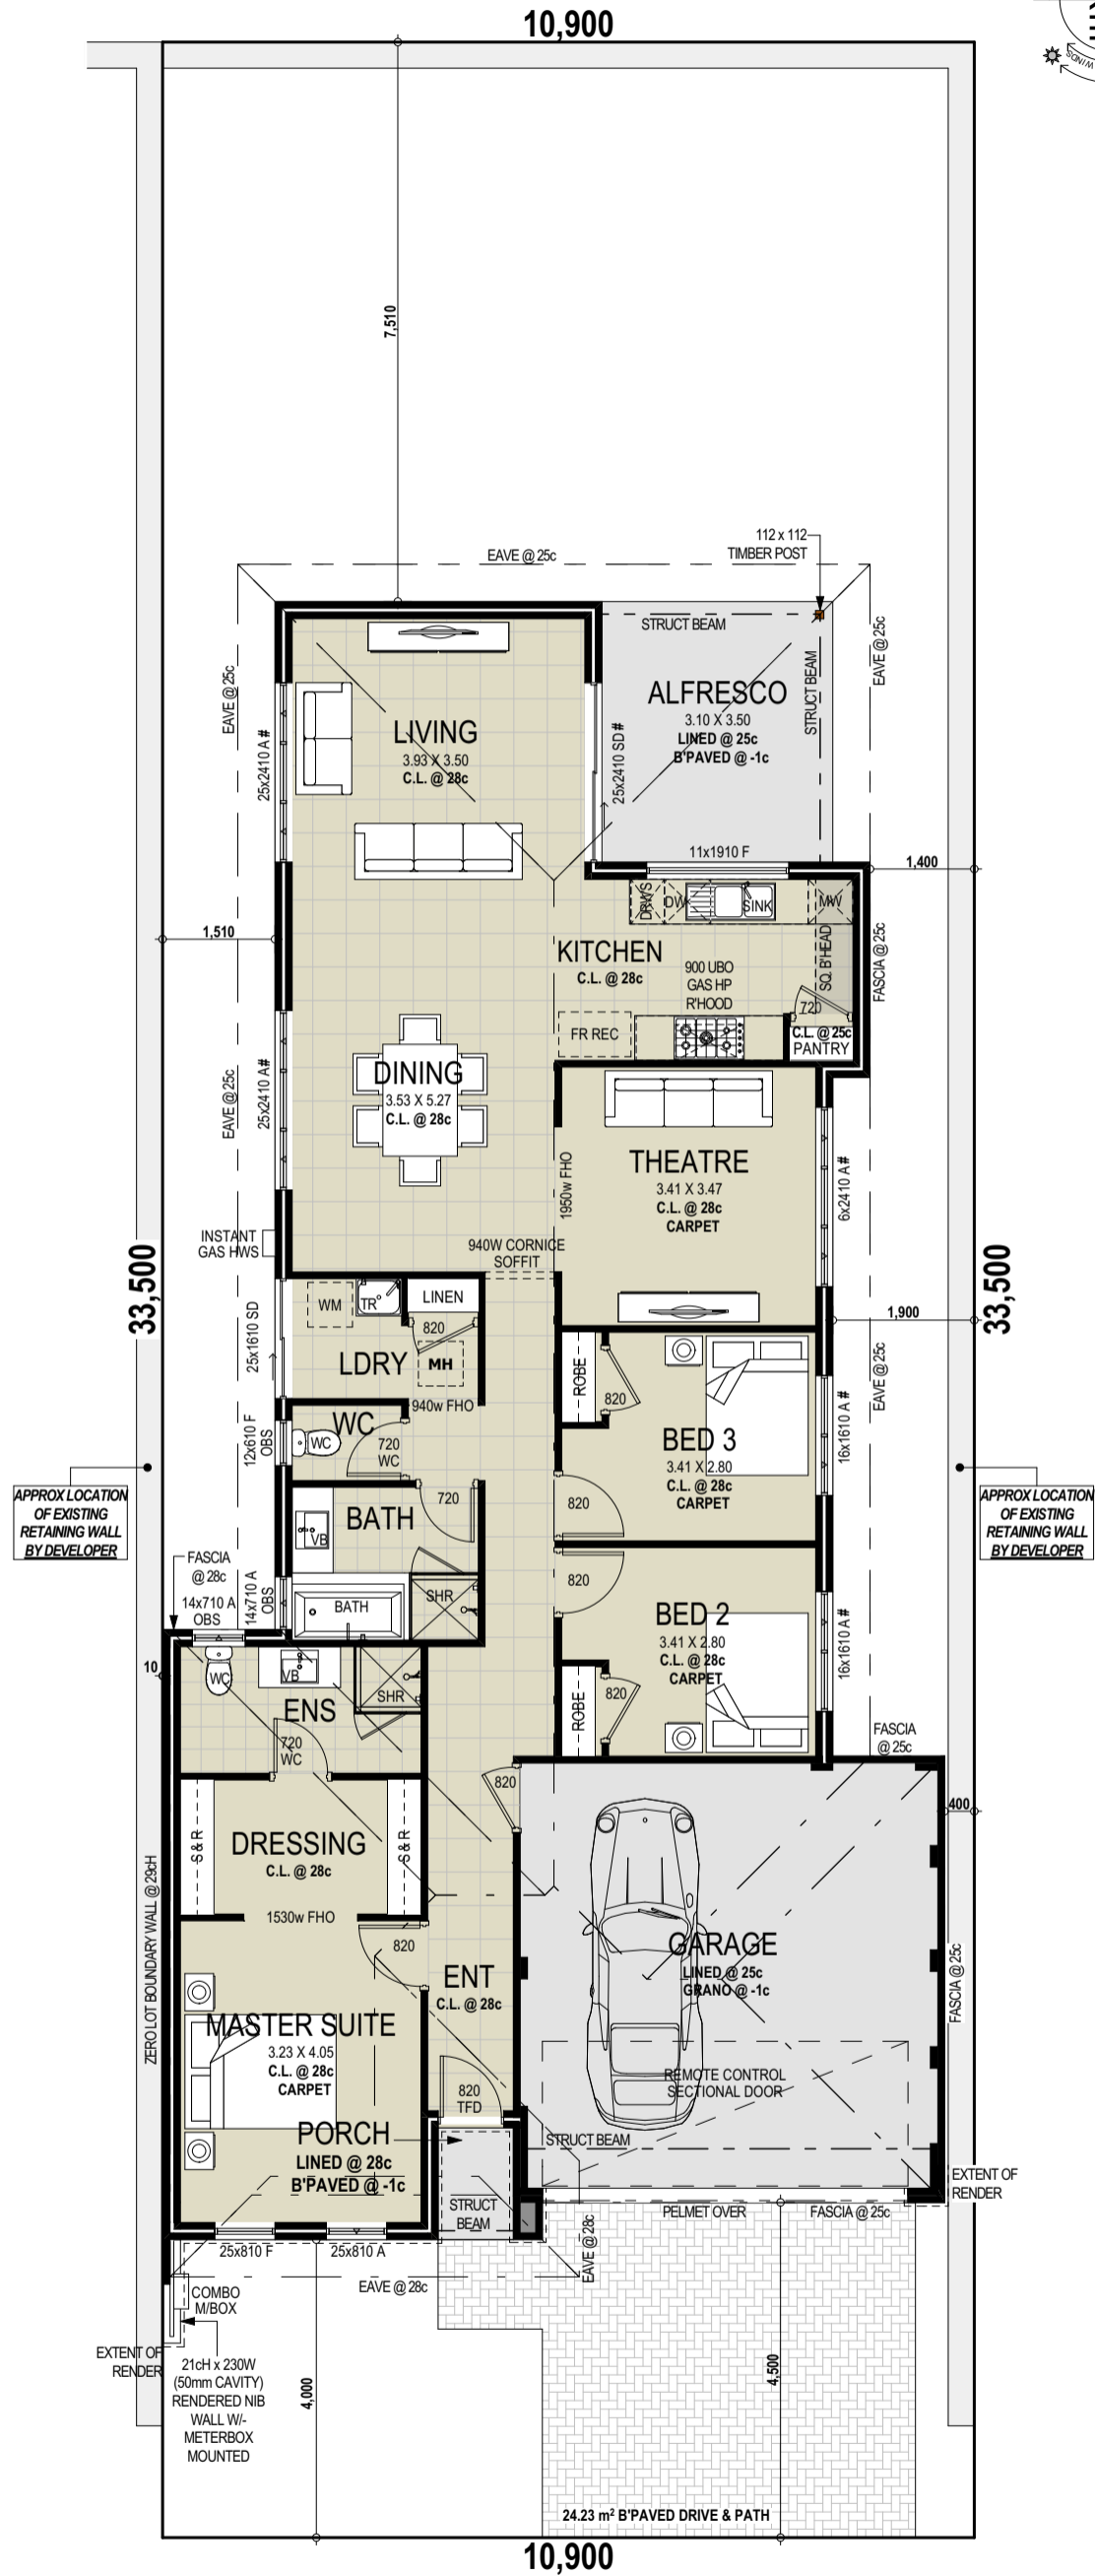 10,900
WINDS
7,510
EAVE @ 25c
112 x 112
TIMBER POST
STRUCT BEAM
EAVE @ 25c
EAVE @ 25c
STRUCT BEAM
ALFRESCO
3.10 X 3.50
LINED @ 25c
B'PAVED @ -1c
LIVING
3.93 X 3.50
C.L. @ 28c
25x2410 A #
25x2410 SD #
11x1910 F
1,400
DRWS
DW
SINK
MW
1,510
KITCHEN
C.L. @ 28c
900 UBO
GAS HP
R'HOOD
SQ. B'HEAD
FASCIA @ 25c
720
FR REC
C.L. @ 25c
PANTRY
DINING
3.53 X 5.27
C.L. @ 28c
EAVE @ 25c
25x2410 A #
THEATRE
3.41 X 3.47
C.L. @ 28c
CARPET
1950w FHO
6x2410 A #
INSTANT
GAS HWS
940W CORNICE
SOFFIT
33,500
33,500
WM
TR
LINEN
820
1,900
25x1610 SD
LDRY
MH
940w FHO
ROBE
820
EAVE @ 25c
WC
WC
720
WC
12x610 F
OBS
BED 3
3.41 X 2.80
C.L. @ 28c
CARPET
16x1610 A #
APPROX LOCATION
OF EXISTING
RETAINING WALL
BY DEVELOPER
APPROX LOCATION
OF EXISTING
RETAINING WALL
BY DEVELOPER
720
820
BATH
VB
FASCIA
@ 28c
14x710 A
OBS
14x710 A
OBS
820
BATH
SHR
BED 2
3.41 X 2.80
C.L. @ 28c
CARPET
16x1610 A #
10
WC
VB
SHR
ENS
720
WC
ROBE
820
FASCIA
@ 25c
820
400
S & R
DRESSING
C.L. @ 28c
S & R
1530w FHO
ZERO LOT BOUNDARY WALL @ 29cH
820
ENT
C.L. @ 28c
GARAGE
LINED @ 25c
GRANO @ -1c
FASCIA @ 25c
MASTER SUITE
3.23 X 4.05
C.L. @ 28c
CARPET
820
TFD
REMOTE CONTROL
SECTIONAL DOOR
PORCH
LINED @ 28c
B'PAVED @ -1c
STRUCT BEAM
STRUCT
BEAM
EXTENT OF
RENDER
PELMET OVER
FASCIA @ 25c
25x810 F
25x810 A
EAVE @ 28c
EAVE @ 28c
COMBO
M/BOX
EXTENT OF
RENDER
21cH x 230W
(50mm CAVITY)
RENDERED NIB
WALL W/-
METERBOX
MOUNTED
4,000
4,500
24.23 m² B'PAVED DRIVE & PATH
10,900